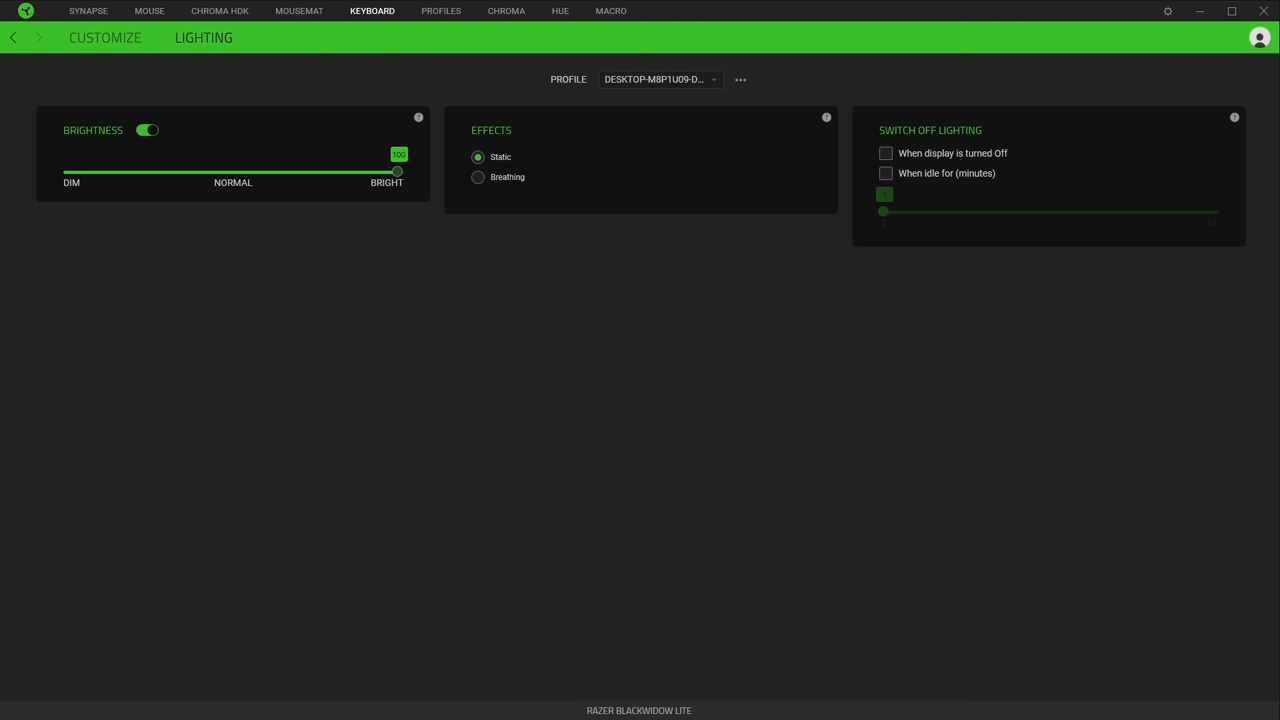 SYNAPSE MOUSE CHROMA HDK MOUSEMAT KEYBOARD PROFILES CHROMA HUE MACRO
CUSTOMIZE LIGHTING
PROFILE DESKTOP-M8P1U09-D... •••
BRIGHTNESS
?
100
DIM NORMAL BRIGHT
EFFECTS
?
Static
Breathing
SWITCH OFF LIGHTING
?
When display is turned Off
When idle for (minutes)
1
1 15
RAZER BLACKWIDOW LITE